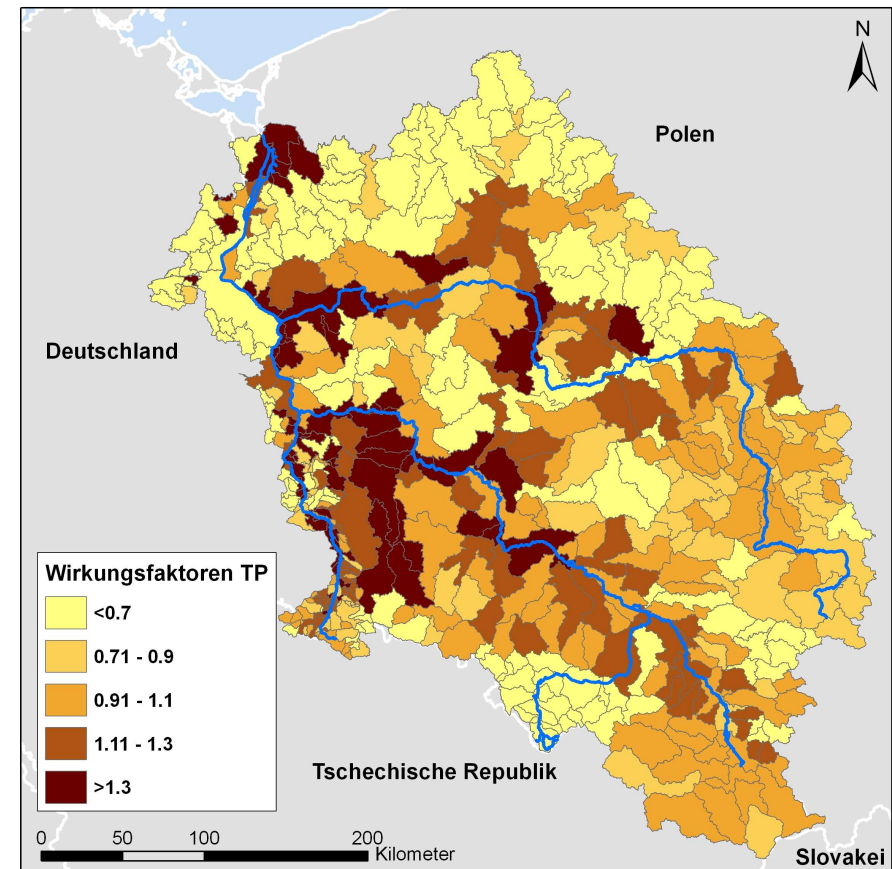 N
Polen
Deutschland
Wirkungsfaktoren TP
<0.7
0.71 - 0.9
0.91 - 1.1
1.11 - 1.3
>1.3
Tschechische Republik
0 50 100 200
Kilometer
Slovakei